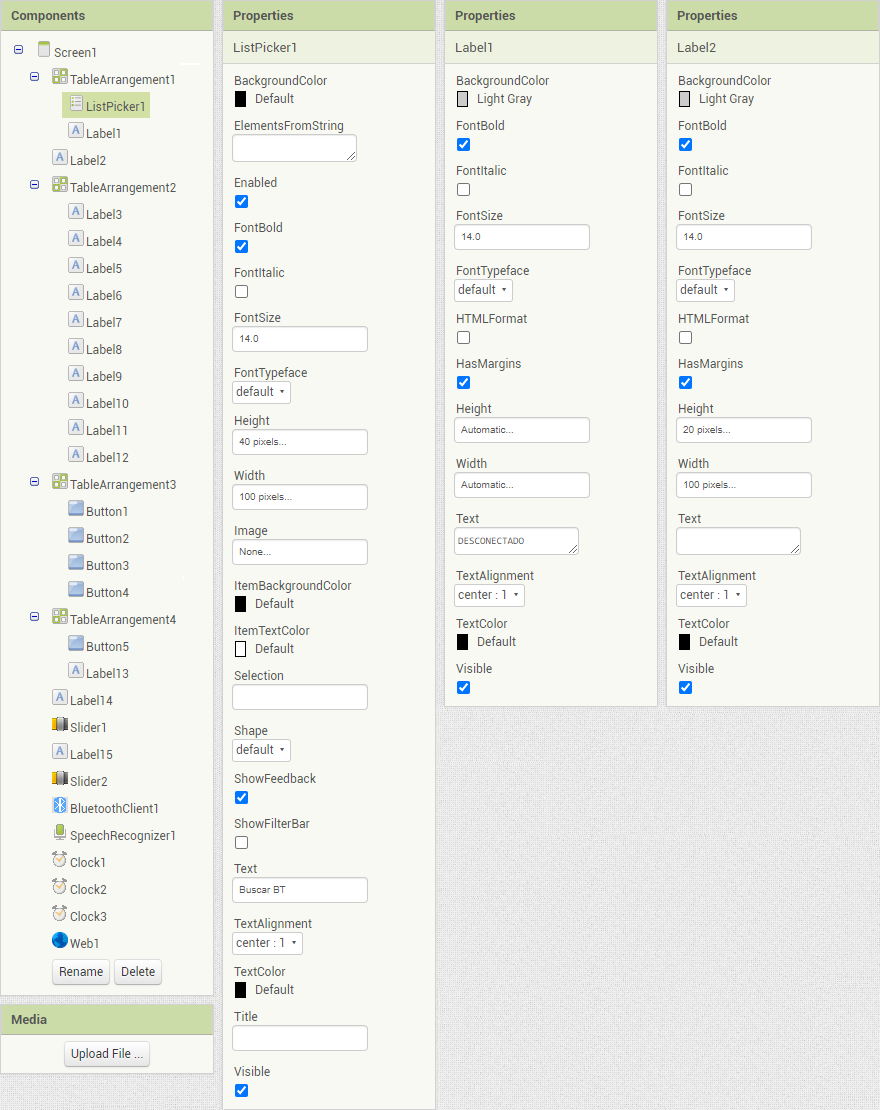 Components
Screen1
TableArrangement1
ListPicker1
Label1
Label2
TableArrangement2
Label3
Label4
Label5
Label6
Label7
Label8
Label9
Label10
Label11
Label12
TableArrangement3
Button1
Button2
Button3
Button4
TableArrangement4
Button5
Label13
Label14
Slider1
Label15
Slider2
BluetoothClient1
SpeechRecognizer1
Clock1
Clock2
Clock3
Web1
Rename Delete
Media
Upload File ...
Properties
ListPicker1
BackgroundColor
Default
ElementsFromString
Enabled
FontBold
FontItalic
FontSize
14.0
FontTypeface
default
Height
40 pixels...
Width
100 pixels...
Image
None...
ItemBackgroundColor
Default
ItemTextColor
Default
Selection
Shape
default
ShowFeedback
ShowFilterBar
Text
Buscar BT
TextAlignment
center : 1
TextColor
Default
Title
Visible
Properties
Label1
BackgroundColor
Light Gray
FontBold
FontItalic
FontSize
14.0
FontTypeface
default
HTMLFormat
HasMargins
Height
Automatic...
Width
Automatic...
Text
DESCONECTADO
TextAlignment
center : 1
TextColor
Default
Visible
Properties
Label2
BackgroundColor
Light Gray
FontBold
FontItalic
FontSize
14.0
FontTypeface
default
HTMLFormat
HasMargins
Height
20 pixels...
Width
100 pixels...
Text
TextAlignment
center : 1
TextColor
Default
Visible